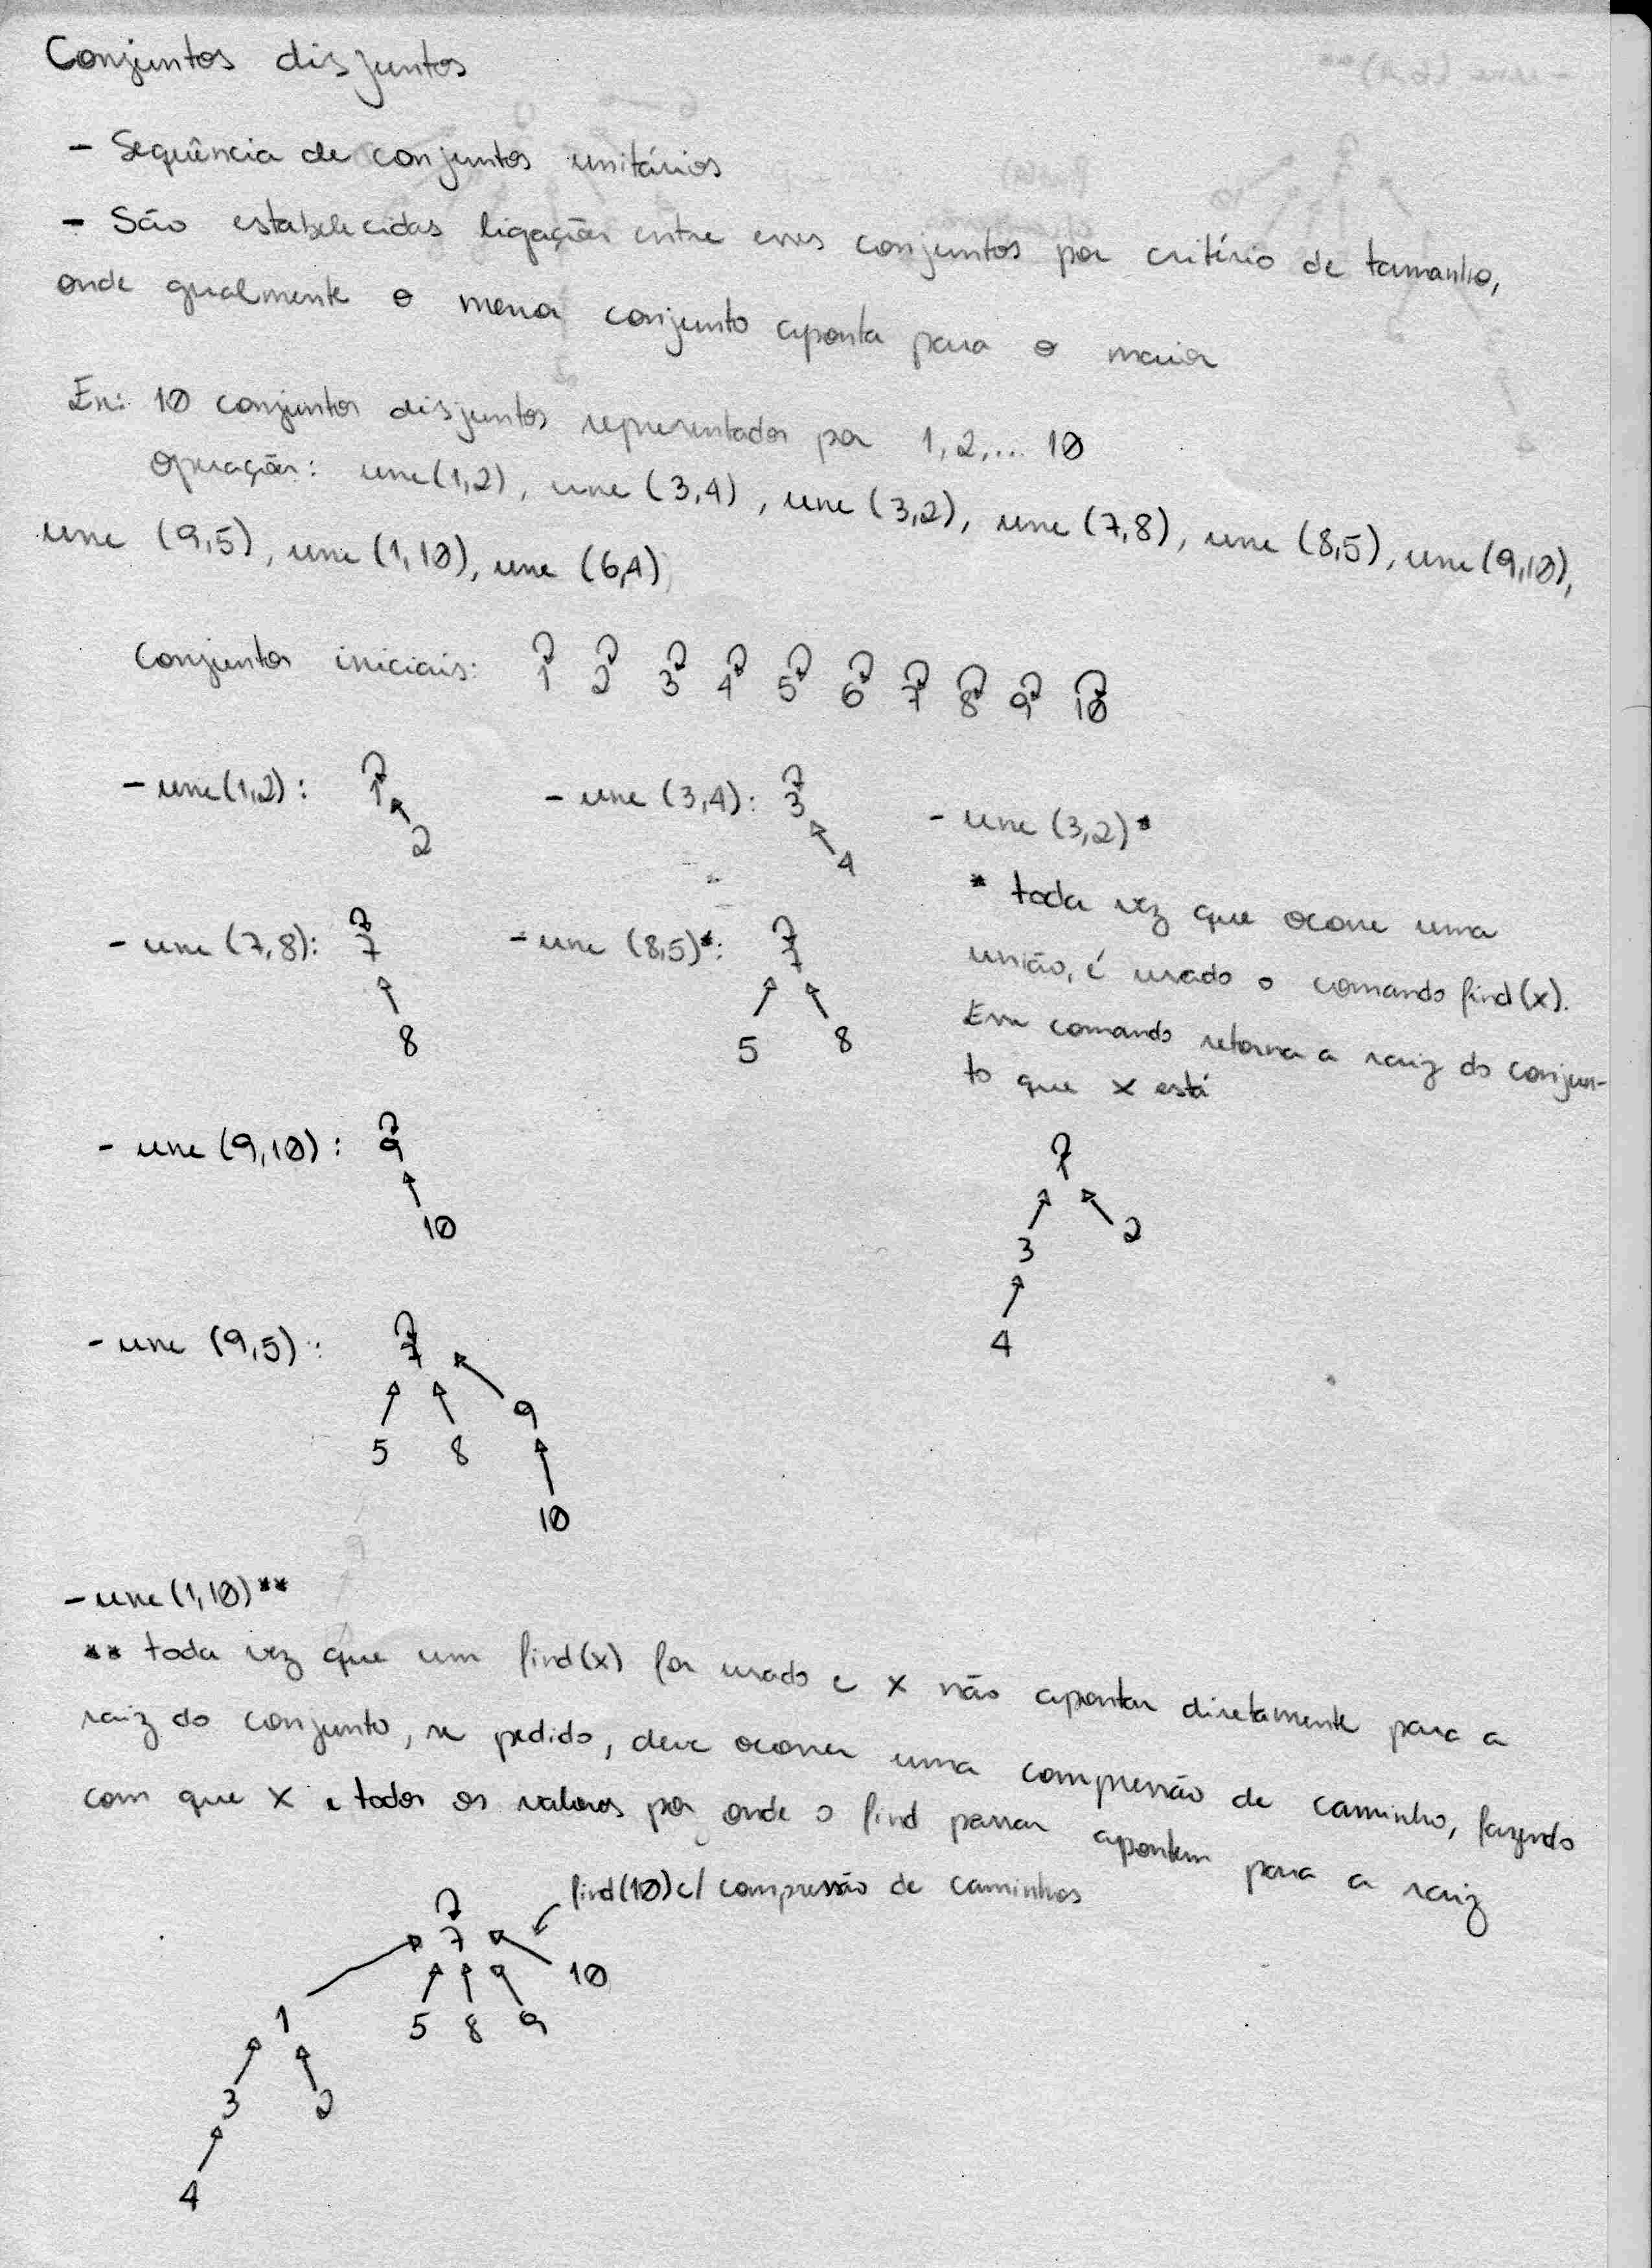 Conjuntos disjuntos
- Sequência de conjuntos unitários
- São estabelecidas ligações entre esses conjuntos por critério de tamanho,
onde geralmente o menor conjunto aponta para o maior
Ex: 10 conjuntos disjuntos representados por 1, 2, ... 10
Operações: une(1,2), une (3,4), une (3,2), une (7,8), une (8,5), une(9,10),
une (9,5), une(1,10), une (6,4)
Conjuntos iniciais: 1 2 3 4 5 6 7 8 9 10
- une(1,2): 1
2
- une (3,4): 3
4
- une (3,2)*
* toda vez que ocorre uma
união, é usado o comando find(x).
Esse comando retorna a raiz do conjun-
to que x está
1
3 2
4
- une (7,8): 7
8
- une (8,5)*: 7
5 8
- une (9,10): 9
10
- une (9,5): 7
5 8 9
10
- une(1,10)**
** toda vez que um find(x) for usado e x não apontar diretamente para a
raiz do conjunto, se pedido, deve ocorrer uma compressão de caminho, fazendo
com que x e todos os valores por onde o find passar apontem para a raiz
find(10) c/ compressão de caminhos
7
10
1 5 8 9
3 2
4